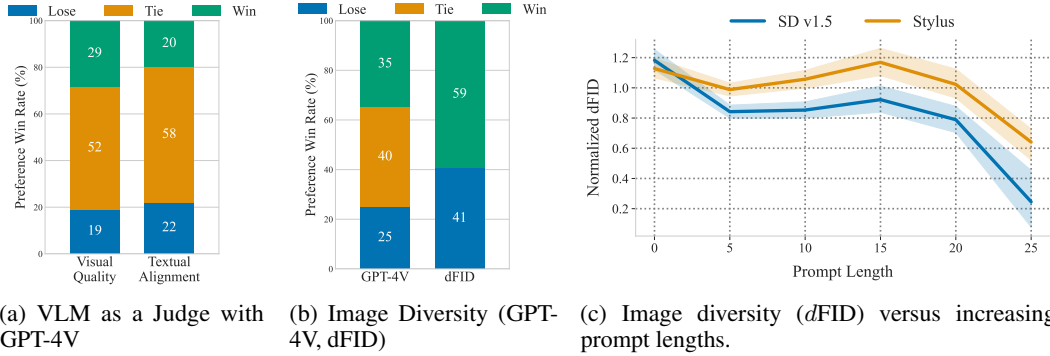 Lose Tie Win
Preference Win Rate (%)
100
80
60
40
20
0
29
52
19
20
58
22
Visual Quality
Textual Alignment
Lose Tie Win
Preference Win Rate (%)
100
80
60
40
20
0
35
40
25
59
41
GPT-4V dFID
SD v1.5 Stylus
Normalized dFID
1.2
1.0
0.8
0.6
0.4
0.2
0 5 10 15 20 25
Prompt Length
(a) VLM as a Judge with
GPT-4V
(b) Image Diversity (GPT-
4V, dFID)
(c) Image diversity (dFID) versus increasing
prompt lengths.